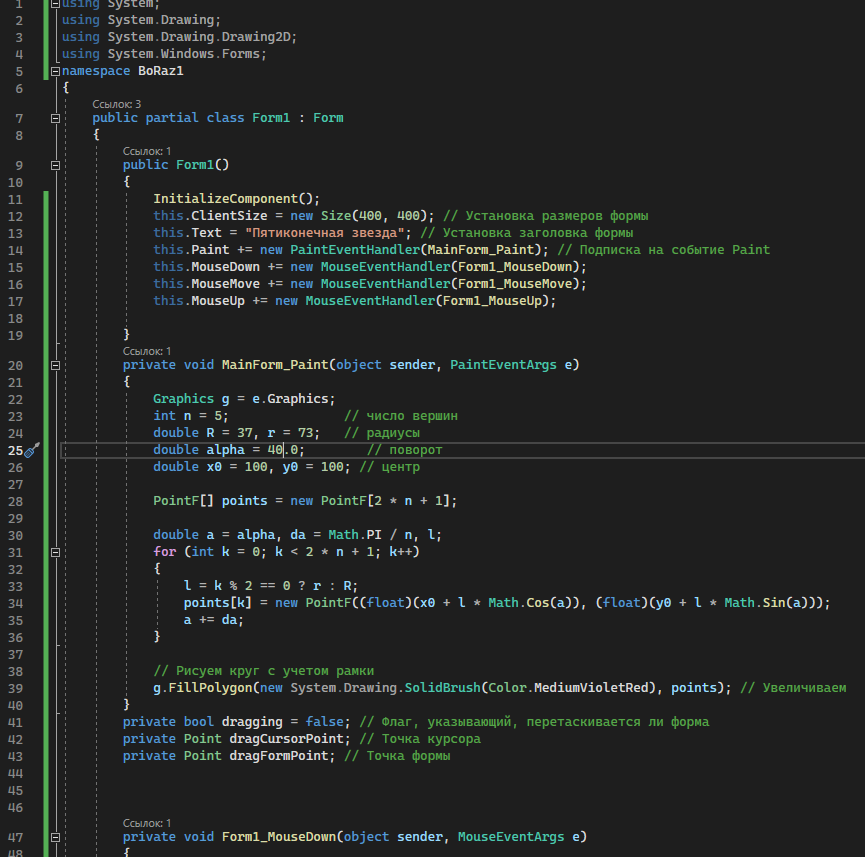 1 using System;
2 using System.Drawing;
3 using System.Drawing.Drawing2D;
4 using System.Windows.Forms;
5 namespace BoRaz1
6 {
Ссылок: 3
7 public partial class Form1 : Form
8 {
Ссылок: 1
9 public Form1()
10 {
11 InitializeComponent();
12 this.ClientSize = new Size(400, 400); // Установка размеров формы
13 this.Text = "Пятиконечная звезда"; // Установка заголовка формы
14 this.Paint += new PaintEventHandler(MainForm_Paint); // Подписка на событие Paint
15 this.MouseDown += new MouseEventHandler(Form1_MouseDown);
16 this.MouseMove += new MouseEventHandler(Form1_MouseMove);
17 this.MouseUp += new MouseEventHandler(Form1_MouseUp);
18
19 }
Ссылок: 1
20 private void MainForm_Paint(object sender, PaintEventArgs e)
21 {
22 Graphics g = e.Graphics;
23 int n = 5; // число вершин
24 double R = 37, r = 73; // радиусы
25 double alpha = 40.0; // поворот
26 double x0 = 100, y0 = 100; // центр
27
28 PointF[] points = new PointF[2 * n + 1];
29
30 double a = alpha, da = Math.PI / n, l;
31 for (int k = 0; k < 2 * n + 1; k++)
32 {
33 l = k % 2 == 0 ? r : R;
34 points[k] = new PointF((float)(x0 + l * Math.Cos(a)), (float)(y0 + l * Math.Sin(a)));
35 a += da;
36 }
37
38 // Рисуем круг с учетом рамки
39 g.FillPolygon(new System.Drawing.SolidBrush(Color.MediumVioletRed), points); // Увеличиваем
40 }
41 private bool dragging = false; // Флаг, указывающий, перетаскивается ли форма
42 private Point dragCursorPoint; // Точка курсора
43 private Point dragFormPoint; // Точка формы
44
45
46
Ссылок: 1
47 private void Form1_MouseDown(object sender, MouseEventArgs e)
48 {